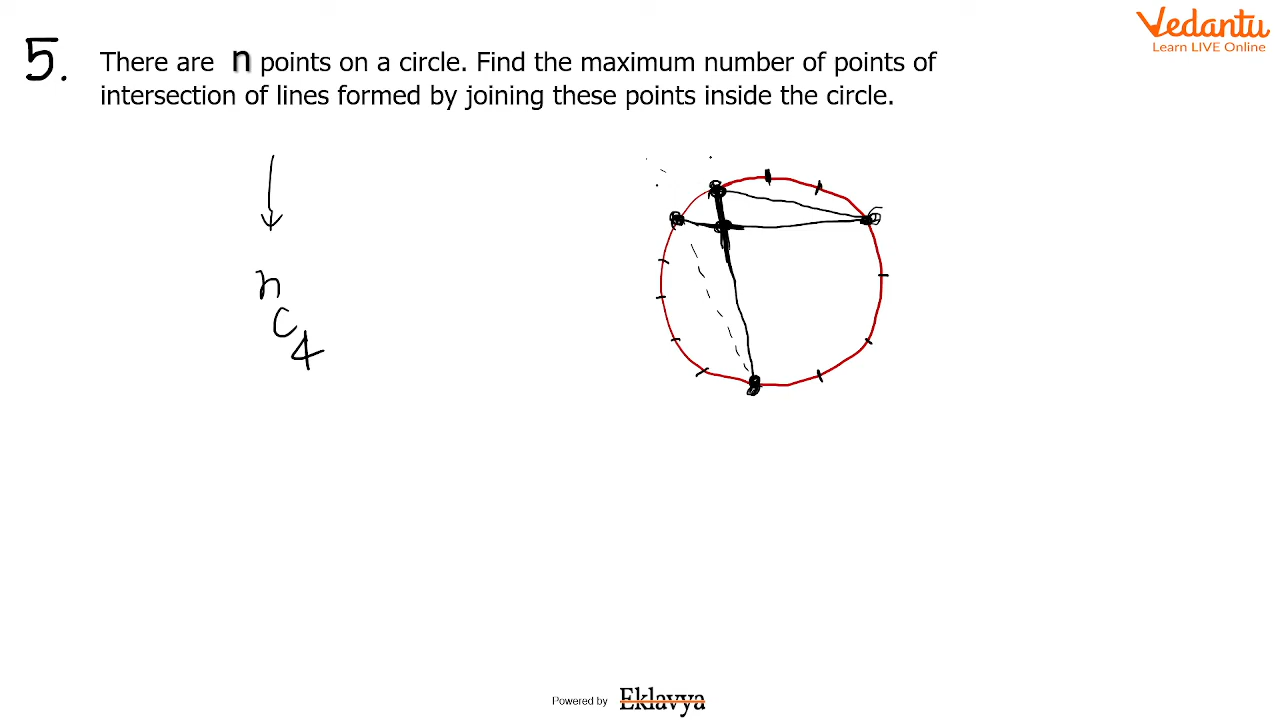 Vedantu
Learn LIVE Online
5.
There are n points on a circle. Find the maximum number of points of
intersection of lines formed by joining these points inside the circle.
n
C
4
Powered by Eklavya